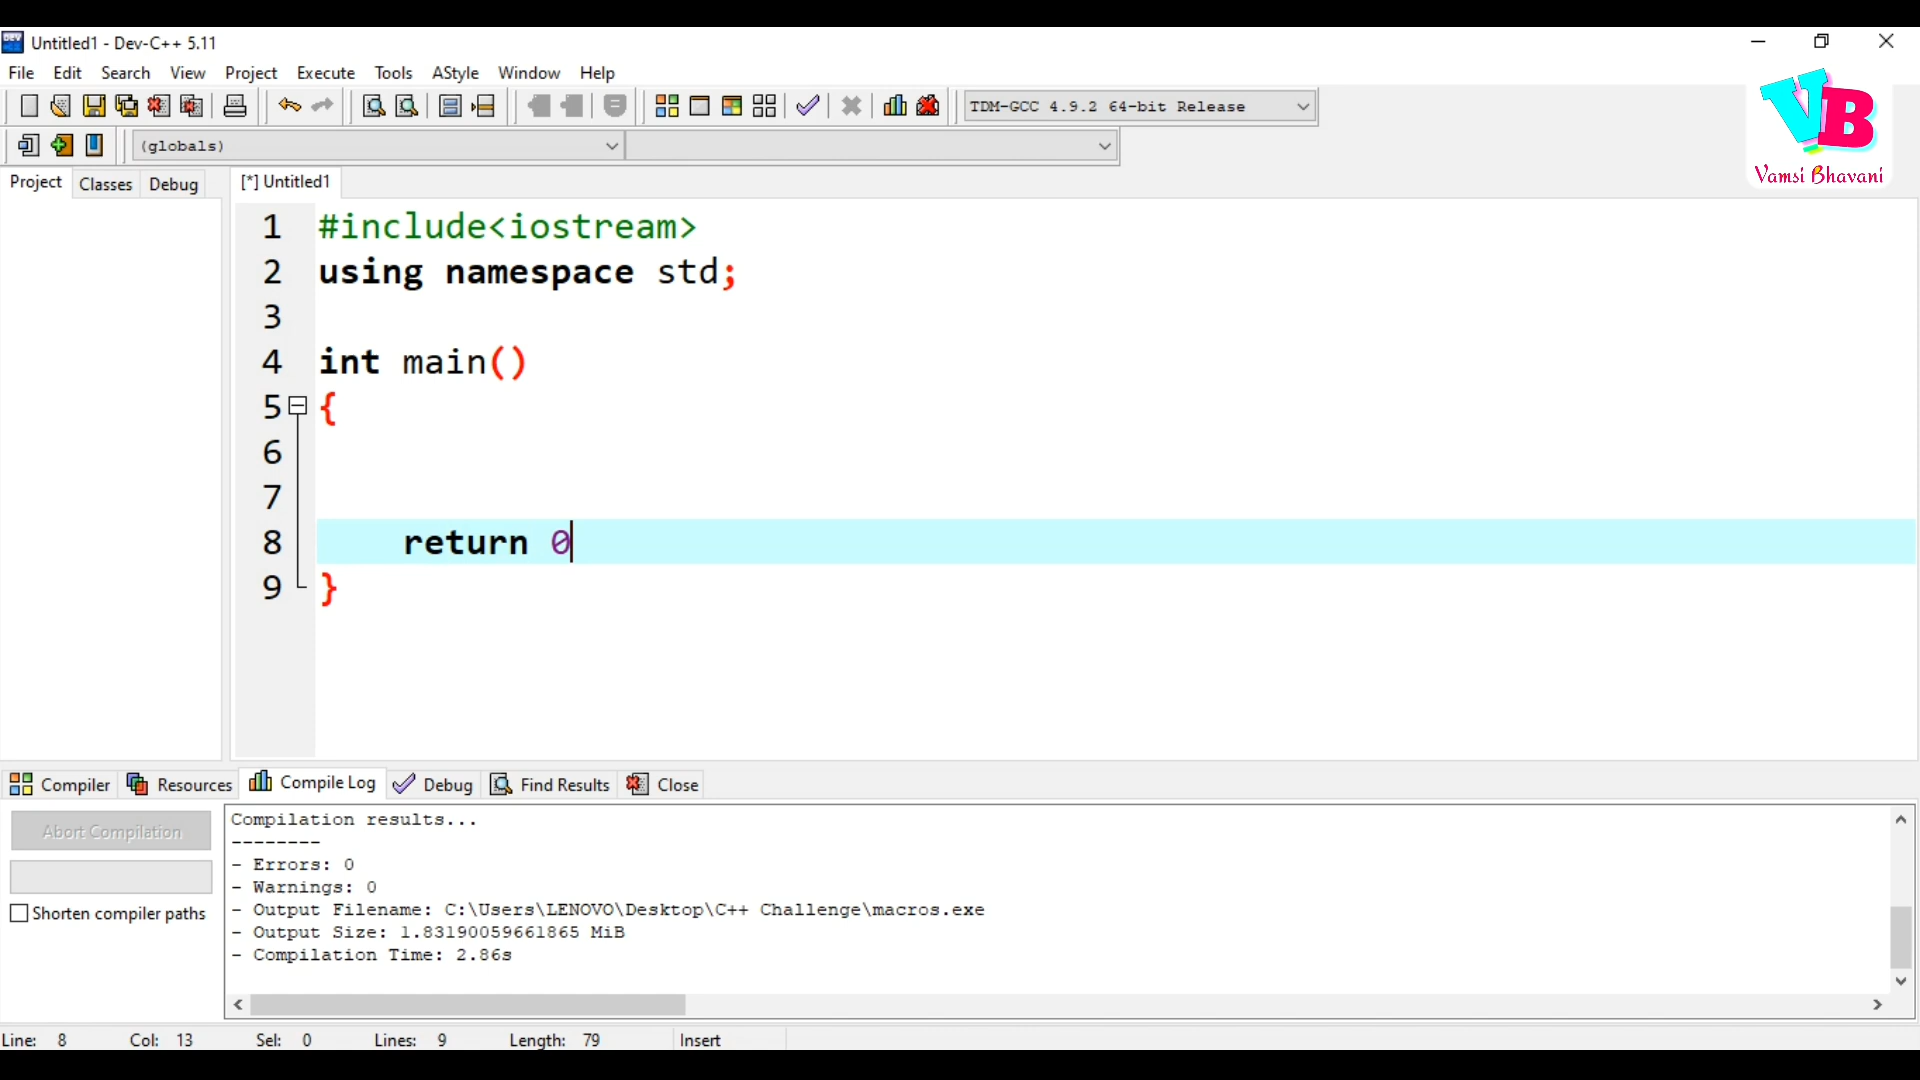 Untitled1 - Dev-C++ 5.11
File Edit Search View Project Execute Tools AStyle Window Help
TDM-GCC 4.9.2 64-bit Release
(globals)
VB
Vamsi Bhavani
Project Classes Debug [*] Untitled1
1 #include<iostream>
2 using namespace std;
3
4 int main()
5 {
6
7
8 return 0
9 }
Compiler Resources Compile Log Debug Find Results Close
Abort Compilation
Shorten compiler paths
Compilation results...
--------
- Errors: 0
- Warnings: 0
- Output Filename: C:\Users\LENOVO\Desktop\C++ Challenge\macros.exe
- Output Size: 1.83190059661865 MiB
- Compilation Time: 2.86s
Line: 8 Col: 13 Sel: 0 Lines: 9 Length: 79 Insert